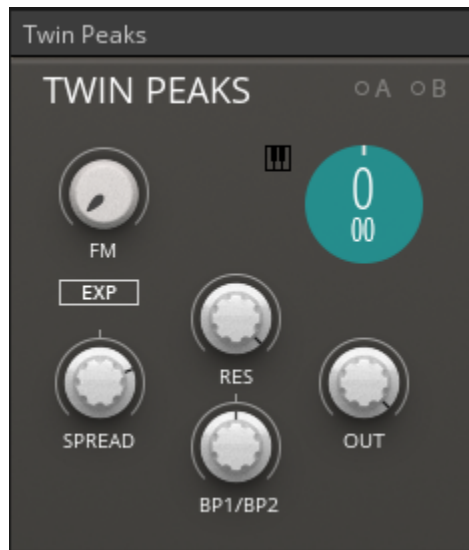 Twin Peaks
TWIN PEAKS
A B
0
00
FM
EXP
RES
SPREAD
OUT
BP1/BP2